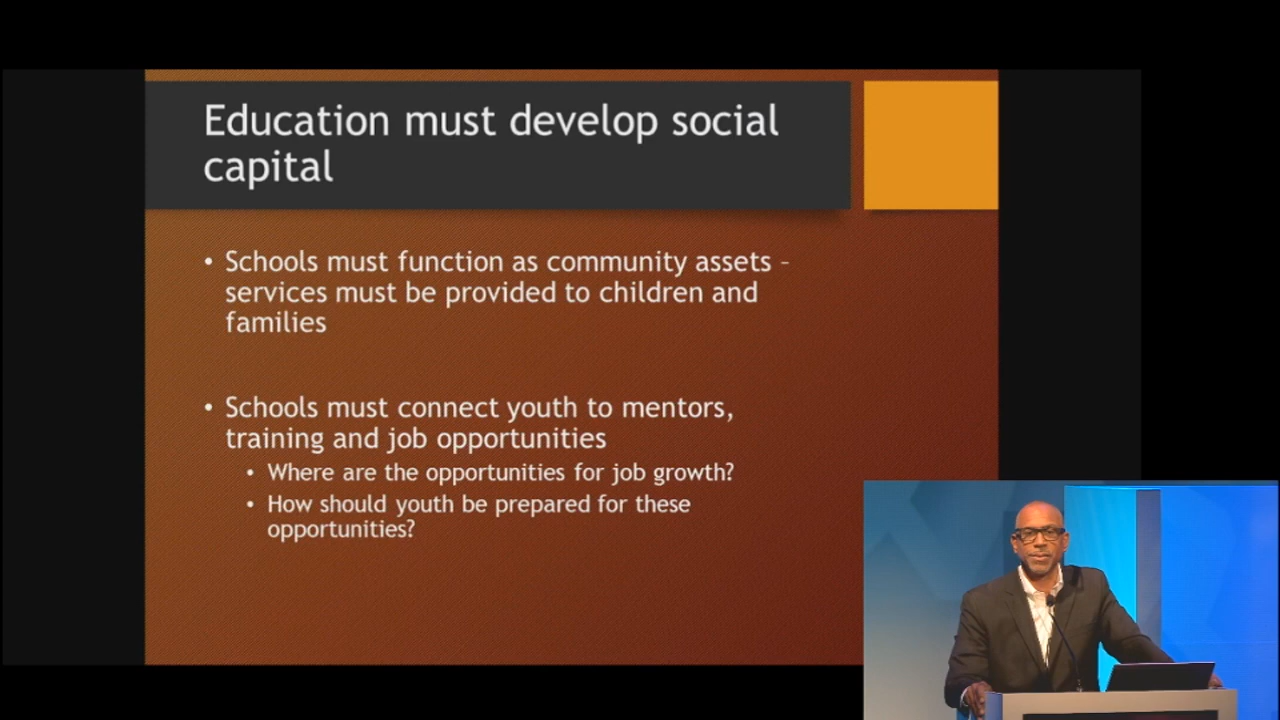 Education must develop social
capital
• Schools must function as community assets –
services must be provided to children and
families
• Schools must connect youth to mentors,
training and job opportunities
• Where are the opportunities for job growth?
• How should youth be prepared for these
opportunities?